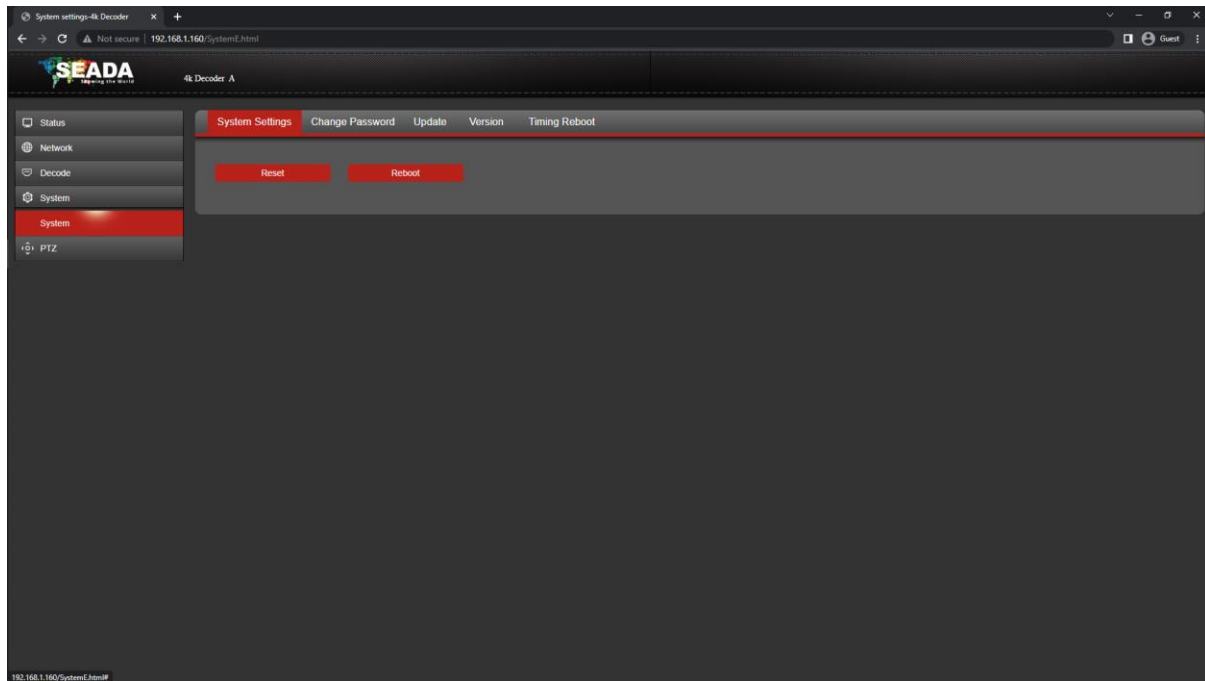 System settings-4k Decoder
Not secure | 192.168.1.160/SystemE.html
Guest
SEADA
4k Decoder A
Status
Network
Decode
System
System
PTZ
System Settings Change Password Update Version Timing Reboot
Reset Reboot
192.168.1.160/SystemE.html#